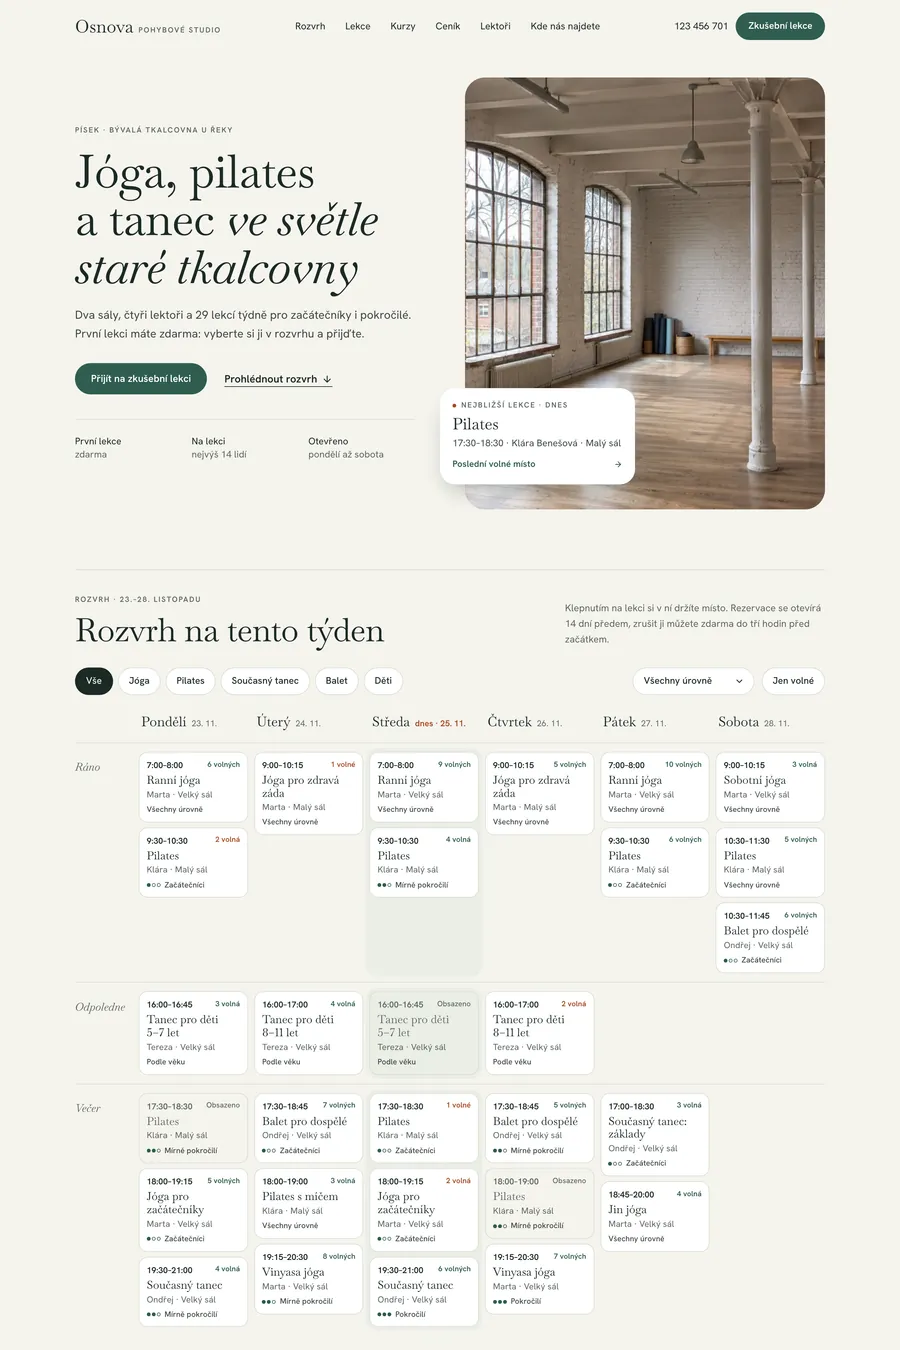 Osnova POHYBOVÉ STUDIO
Rozvrh Lekce Kurzy Ceník Lektoři Kde nás najdete
123 456 701 Zkušební lekce
PÍSEK · BÝVALÁ TKALCOVNA U ŘEKY
Jóga, pilates
a tanec ve světle
staré tkalcovny
Dva sály, čtyři lektoři a 29 lekcí týdně pro začátečníky i pokročilé.
První lekci máte zdarma: vyberte si ji v rozvrhu a přijďte.
Přijít na zkušební lekci Prohlédnout rozvrh ↓
První lekce
zdarma
Na lekci
nejvýš 14 lidí
Otevřeno
pondělí až sobota
NEJBLIŽŠÍ LEKCE · DNES
Pilates
17:30–18:30 · Klára Benešová · Malý sál
Poslední volné místo →
ROZVRH · 23.–28. LISTOPADU
Rozvrh na tento týden
Klepnutím na lekci si v ní držíte místo. Rezervace se otevírá
14 dní předem, zrušit ji můžete zdarma do tří hodin před
začátkem.
Vše Jóga Pilates Současný tanec Balet Děti
Všechny úrovně Jen volné
Pondělí 23. 11. Úterý 24. 11. Středa dnes · 25. 11. Čtvrtek 26. 11. Pátek 27. 11. Sobota 28. 11.
Ráno
7:00–8:00 6 volných
Ranní jóga
Marta · Velký sál
Všechny úrovně
9:30–10:30 2 volná
Pilates
Klára · Malý sál
Začátečníci
9:00–10:15 1 volné
Jóga pro zdravá
záda
Marta · Malý sál
Všechny úrovně
7:00–8:00 9 volných
Ranní jóga
Marta · Velký sál
Všechny úrovně
9:30–10:30 4 volná
Pilates
Klára · Malý sál
Mírně pokročilí
9:00–10:15 5 volných
Jóga pro zdravá
záda
Marta · Malý sál
Všechny úrovně
7:00–8:00 10 volných
Ranní jóga
Marta · Velký sál
Všechny úrovně
9:30–10:30 6 volných
Pilates
Klára · Malý sál
Začátečníci
9:00–10:15 3 volná
Sobotní jóga
Marta · Velký sál
Všechny úrovně
10:30–11:30 5 volných
Pilates
Klára · Malý sál
Všechny úrovně
10:30–11:45 6 volných
Balet pro dospělé
Ondřej · Velký sál
Začátečníci
Odpoledne
16:00–16:45 3 volná
Tanec pro děti
5–7 let
Tereza · Velký sál
Podle věku
16:00–17:00 4 volná
Tanec pro děti
8–11 let
Tereza · Velký sál
Podle věku
16:00–16:45 Obsazeno
Tanec pro děti
5–7 let
Tereza · Velký sál
Podle věku
16:00–17:00 2 volná
Tanec pro děti
8–11 let
Tereza · Velký sál
Podle věku
Večer
17:30–18:30 Obsazeno
Pilates
Klára · Malý sál
Mírně pokročilí
18:00–19:15 5 volných
Jóga pro
začátečníky
Marta · Velký sál
Začátečníci
19:30–21:00 4 volná
Současný tanec
Ondřej · Velký sál
Mírně pokročilí
17:30–18:45 7 volných
Balet pro dospělé
Ondřej · Velký sál
Začátečníci
18:00–19:00 3 volná
Pilates s míčem
Klára · Malý sál
Všechny úrovně
19:15–20:30 8 volných
Vinyasa jóga
Marta · Velký sál
Mírně pokročilí
17:30–18:30 1 volné
Pilates
Klára · Malý sál
Začátečníci
18:00–19:15 2 volná
Jóga pro
začátečníky
Marta · Velký sál
Začátečníci
19:30–21:00 6 volných
Současný tanec
Ondřej · Velký sál
Pokročilí
17:30–18:45 5 volných
Balet pro dospělé
Ondřej · Velký sál
Mírně pokročilí
18:00–19:00 Obsazeno
Pilates
Klára · Malý sál
Mírně pokročilí
19:15–20:30 7 volných
Vinyasa jóga
Marta · Velký sál
Pokročilí
17:00–18:30 3 volná
Současný tanec:
základy
Ondřej · Velký sál
Začátečníci
18:45–20:00 4 volná
Jin jóga
Marta · Velký sál
Všechny úrovně